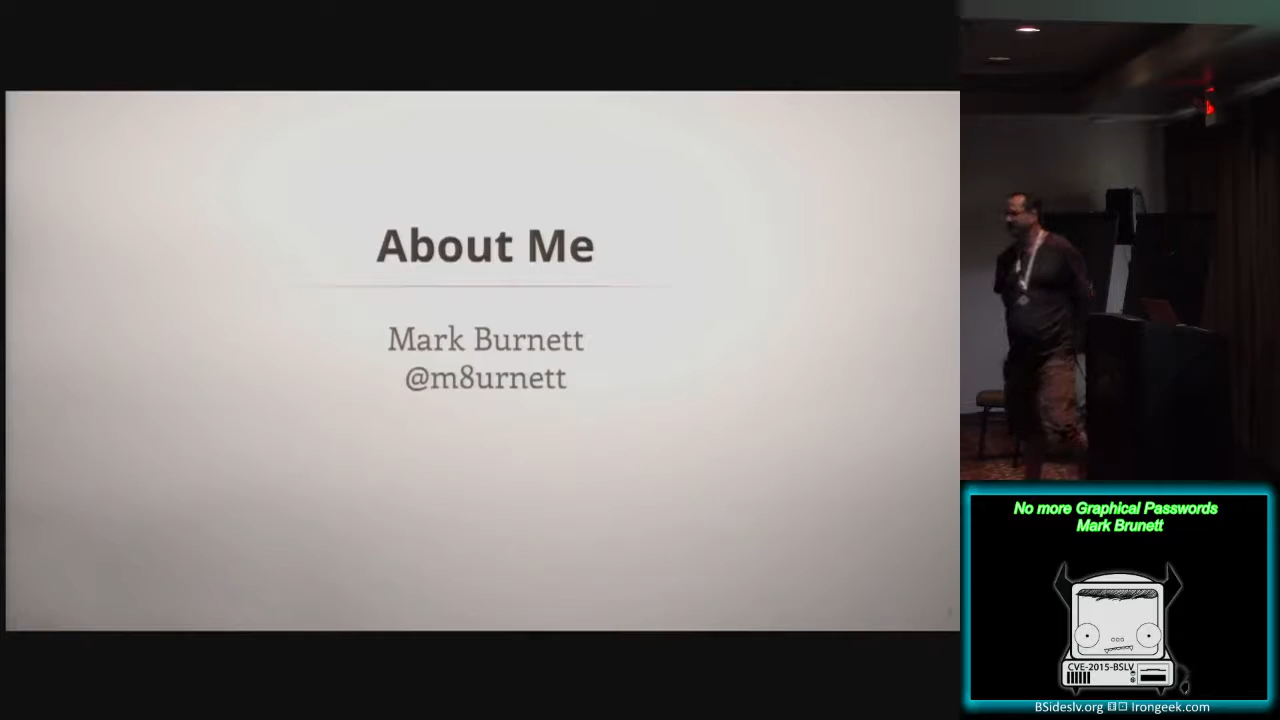 About Me
Mark Burnett
@m8urnett
No more Graphical Passwords
Mark Brunett
CVE-2015-BSLV
BSideslv.org Irongeek.com